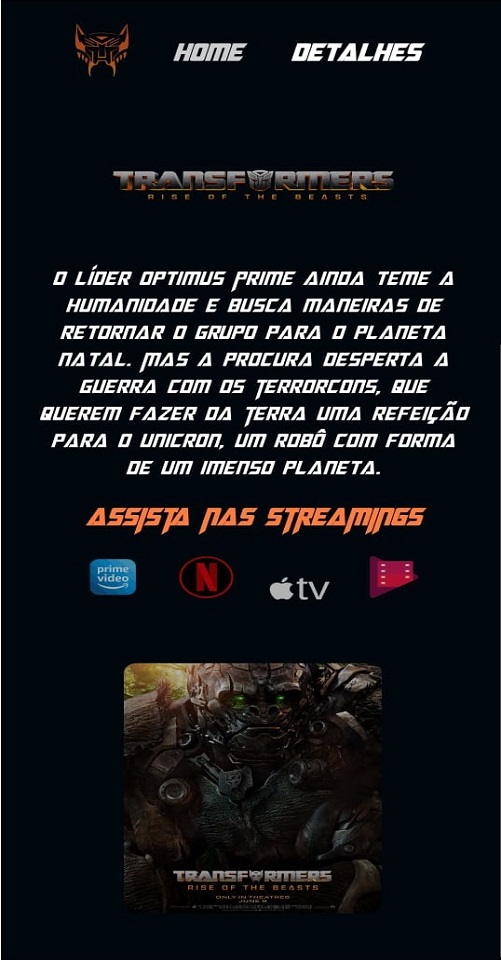 HOME DETALHES
TRANSFORMERS
RISE OF THE BEASTS
O LÍDER OPTIMUS PRIME AINDA TEME A
HUMANIDADE E BUSCA MANEIRAS DE
RETORNAR O GRUPO PARA O PLANETA
NATAL. MAS A PROCURA DESPERTA A
GUERRA COM OS TERRORCONS, QUE
QUEREM FAZER DA TERRA UMA REFEIÇÃO
PARA O UNICRON, UM ROBÔ COM FORMA
DE UM IMENSO PLANETA.
ASSISTA NAS STREAMINGS
prime video
N
tv
TRANSFORMERS
RISE OF THE BEASTS
ONLY IN THEATRES
JUNE 9